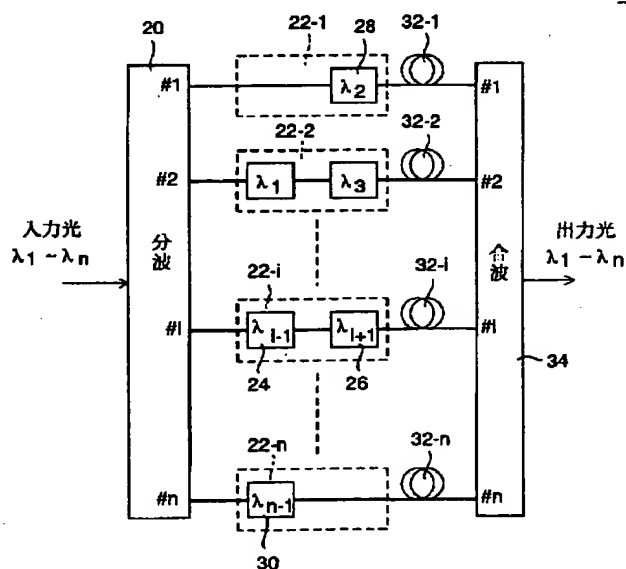 22-1
28
32-1
20
#1
λ2
#1
22-2
32-2
#2
λ1
λ3
#2
入力光
λ1 ~ λn
分波
合波
出力光
λ1 ~ λn
22-i
32-i
#i
λi-1
λi+1
#i
24
26
34
22-n
32-n
#n
λn-1
#n
30